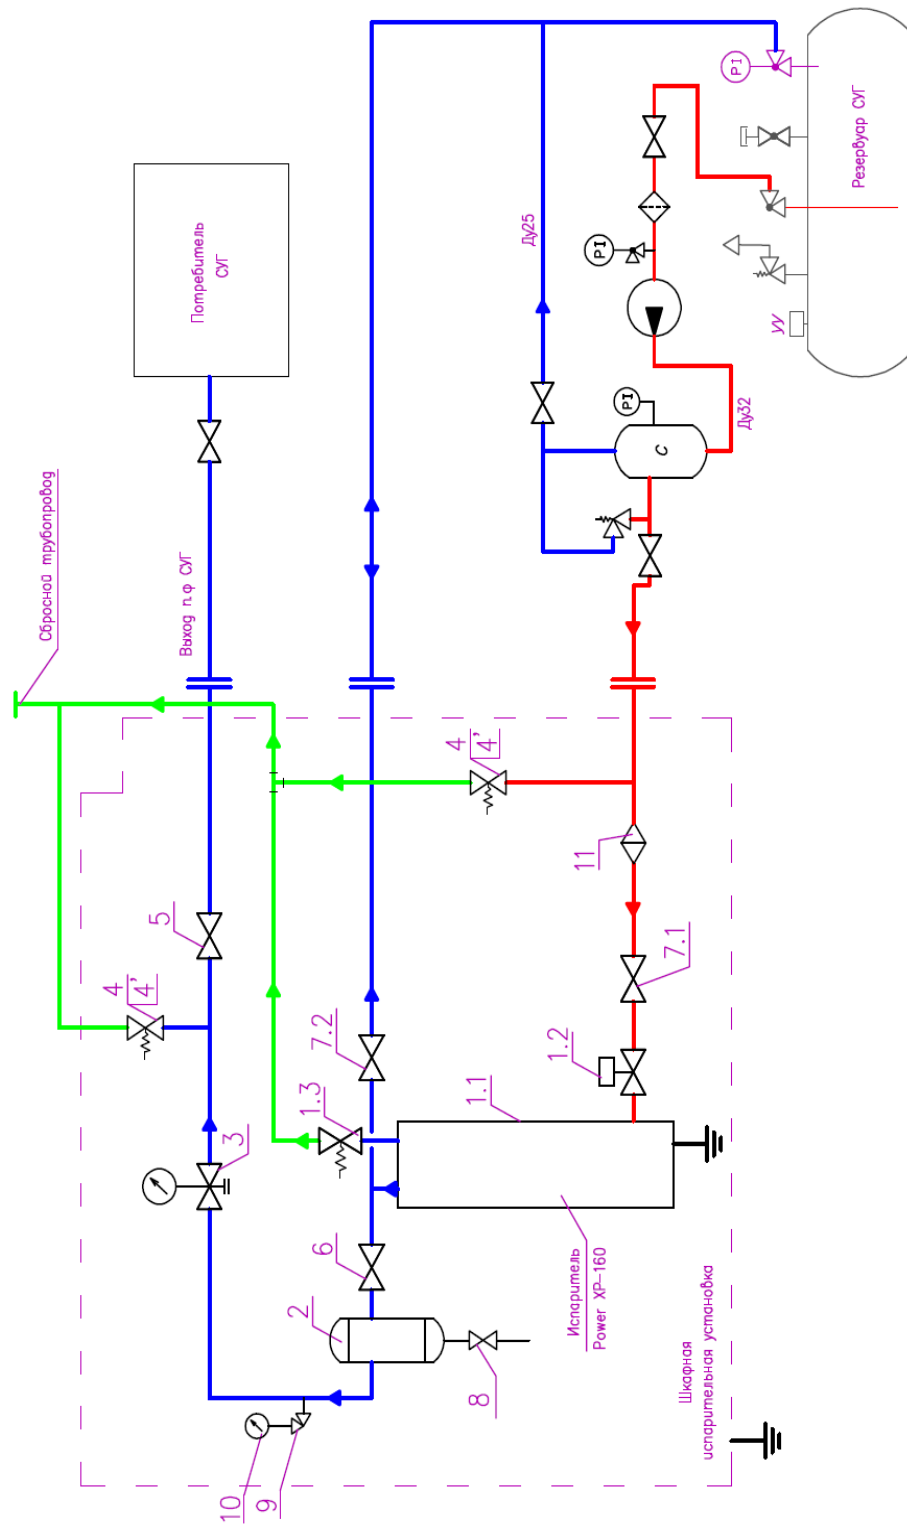 Сбросной трубопровод
4
4'
5
3
Выход п.ф СУГ
Потребитель
СУГ
10
9
2
6
1.3
7.2
8
1.1
4
4'
Ду25
1.2
11
Испаритель
Power XP-160
PI
PI
7.1
C
Шкафная
испарительная установка
Ду32
P1
УУ
Резервуар СУГ